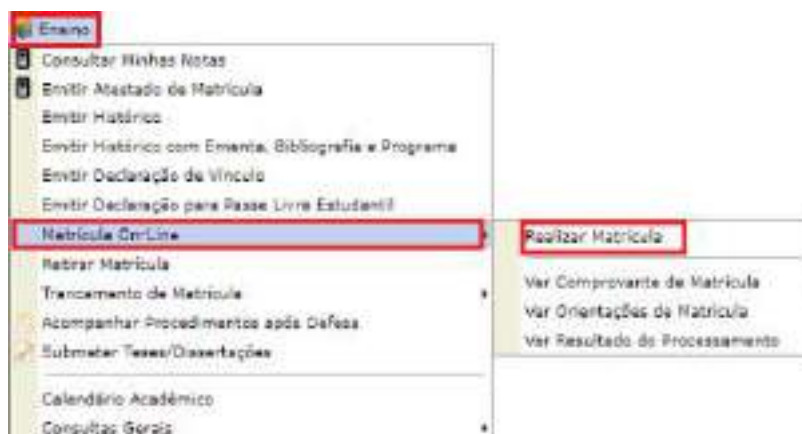 Ensino
Consultar Minhas Notas
Emitir Atestado de Matrícula
Emitir Histórico
Emitir Histórico com Ementa, Bibliografia e Programa
Emitir Declaração de Vínculo
Emitir Declaração para Passe Livre Estudantil
Matrícula On-Line
Realizar Matrícula
Retirar Matrícula
Ver Comprovante de Matrícula
Trancamento de Matrícula
Ver Orientações de Matrícula
Acompanhar Procedimentos após Defesa
Ver Resultado do Processamento
Submeter Teses/Dissertações
Calendário Acadêmico
Consultas Gerais